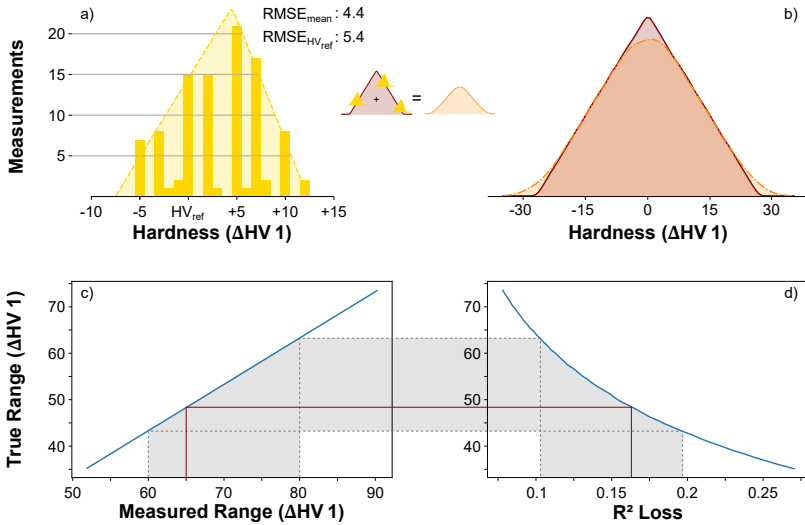 a)
RMSEmean : 4.4
RMSEHVref : 5.4
b)
20
15
10
5
Measurements
-10 -5 HVref +5 +10 +15
Hardness (ΔHV 1)
+ =
-30 -15 0 15 30
Hardness (ΔHV 1)
c)
d)
70
60
50
40
70
60
50
40
True Range (ΔHV 1)
50 60 70 80 90
Measured Range (ΔHV 1)
0.1 0.15 0.2 0.25
R² Loss